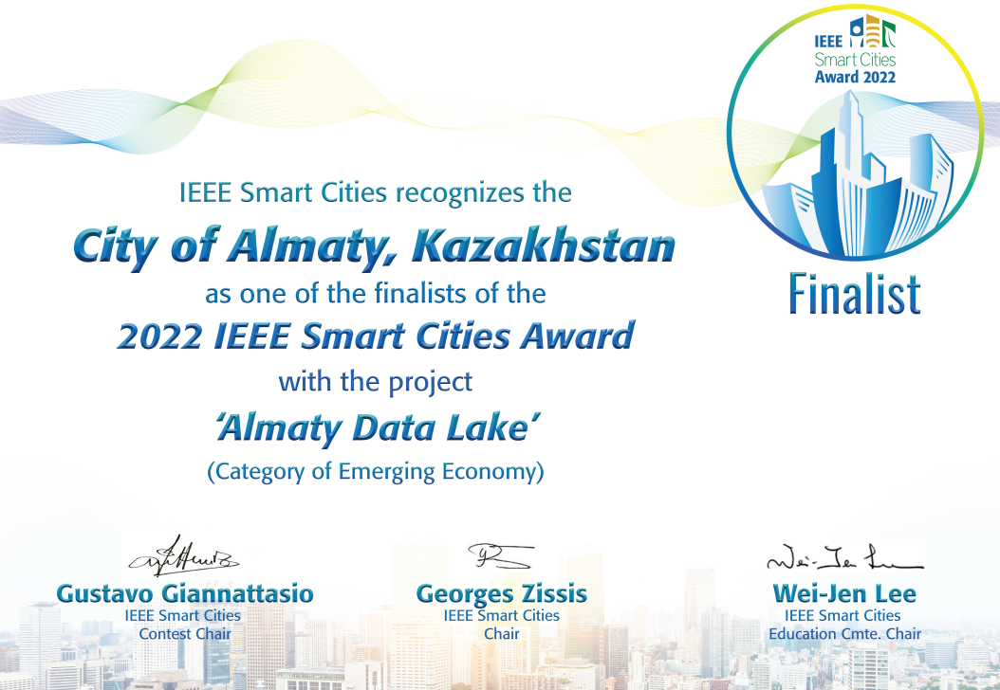 IEEE
Smart Cities
Award 2022
Finalist
IEEE Smart Cities recognizes the
City of Almaty, Kazakhstan
as one of the finalists of the
2022 IEEE Smart Cities Award
with the project
‘Almaty Data Lake’
(Category of Emerging Economy)
Wei-Jen Lee
Gustavo Giannattasio
IEEE Smart Cities
Contest Chair
Georges Zissis
IEEE Smart Cities
Chair
Wei-Jen Lee
IEEE Smart Cities
Education Cmte. Chair